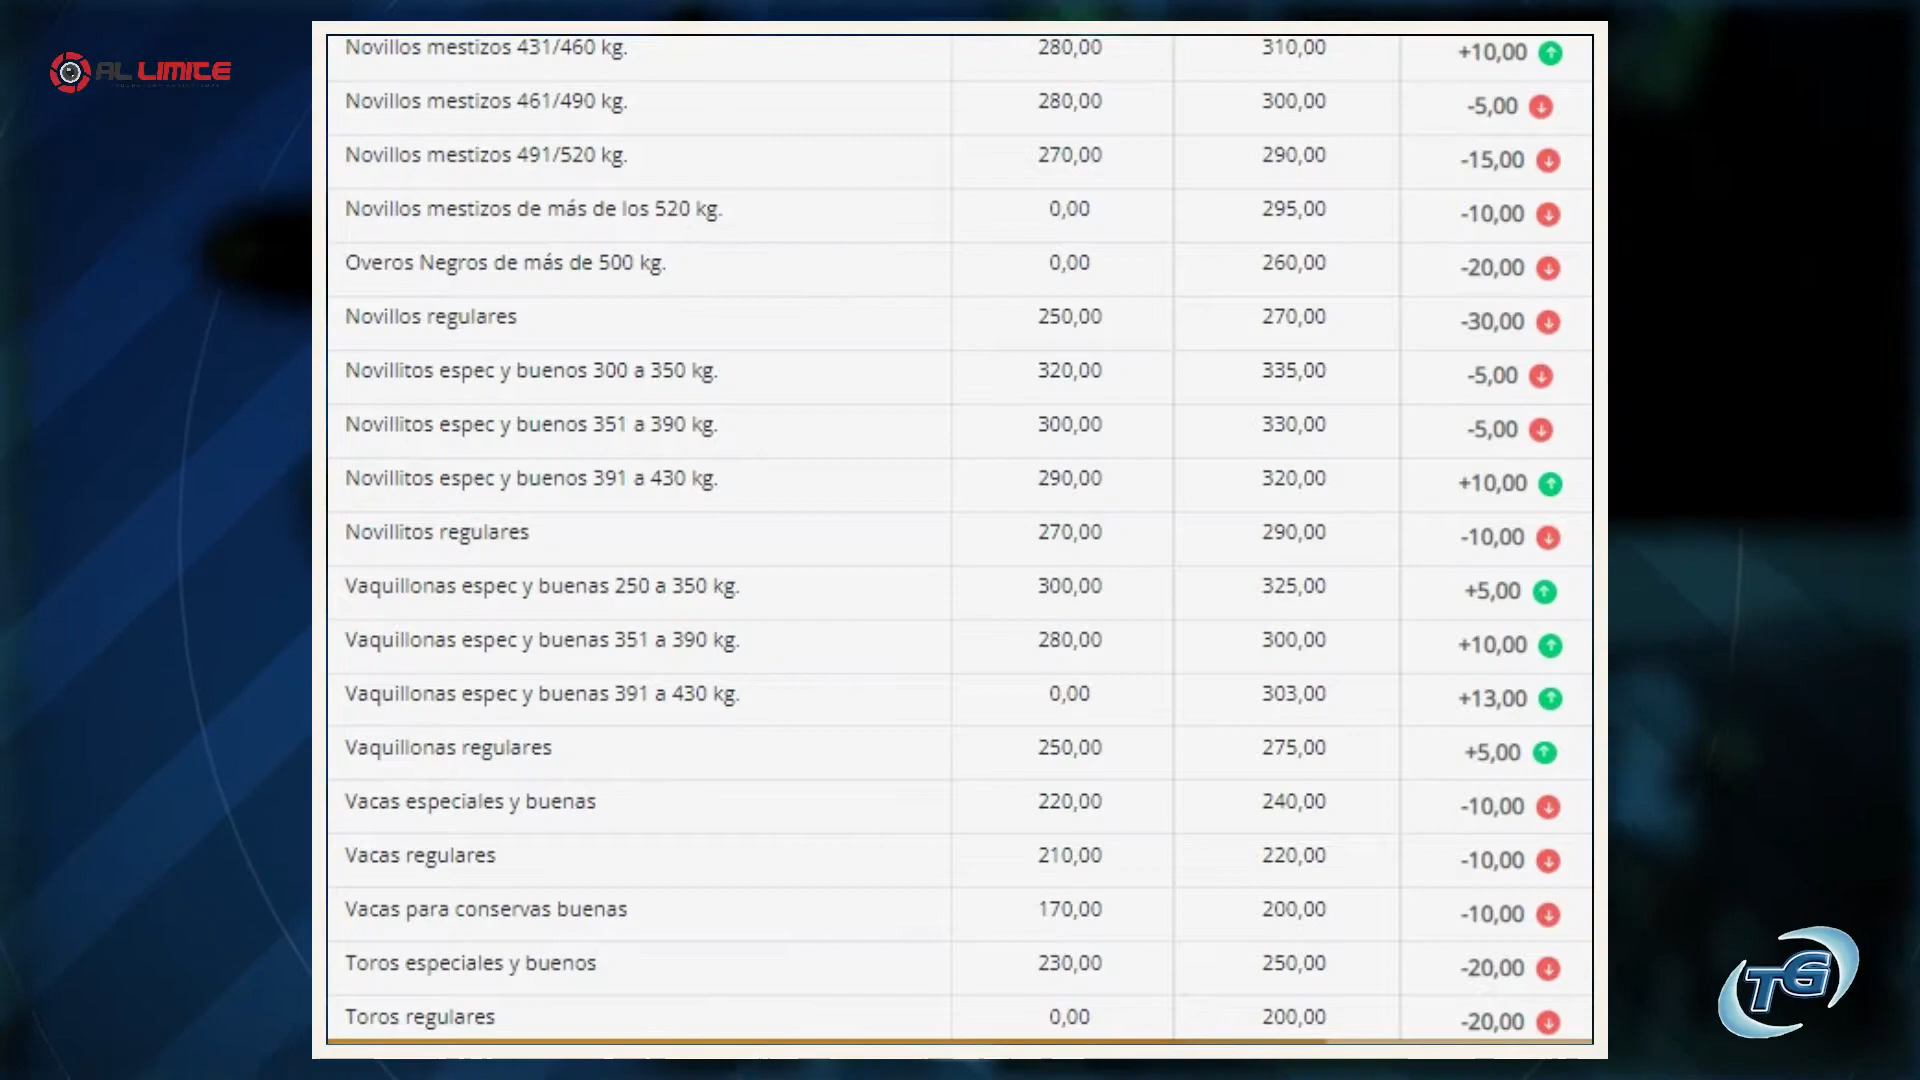 AL LIMITE
Novillos mestizos 431/460 kg. 280,00 310,00 +10,00
Novillos mestizos 461/490 kg. 280,00 300,00 -5,00
Novillos mestizos 491/520 kg. 270,00 290,00 -15,00
Novillos mestizos de más de los 520 kg. 0,00 295,00 -10,00
Overos Negros de más de 500 kg. 0,00 260,00 -20,00
Novillos regulares 250,00 270,00 -30,00
Novillitos espec y buenos 300 a 350 kg. 320,00 335,00 -5,00
Novillitos espec y buenos 351 a 390 kg. 300,00 330,00 -5,00
Novillitos espec y buenos 391 a 430 kg. 290,00 320,00 +10,00
Novillitos regulares 270,00 290,00 -10,00
Vaquillonas espec y buenas 250 a 350 kg. 300,00 325,00 +5,00
Vaquillonas espec y buenas 351 a 390 kg. 280,00 300,00 +10,00
Vaquillonas espec y buenas 391 a 430 kg. 0,00 303,00 +13,00
Vaquillonas regulares 250,00 275,00 +5,00
Vacas especiales y buenas 220,00 240,00 -10,00
Vacas regulares 210,00 220,00 -10,00
Vacas para conservas buenas 170,00 200,00 -10,00
Toros especiales y buenos 230,00 250,00 -20,00
Toros regulares 0,00 200,00 -20,00
TG